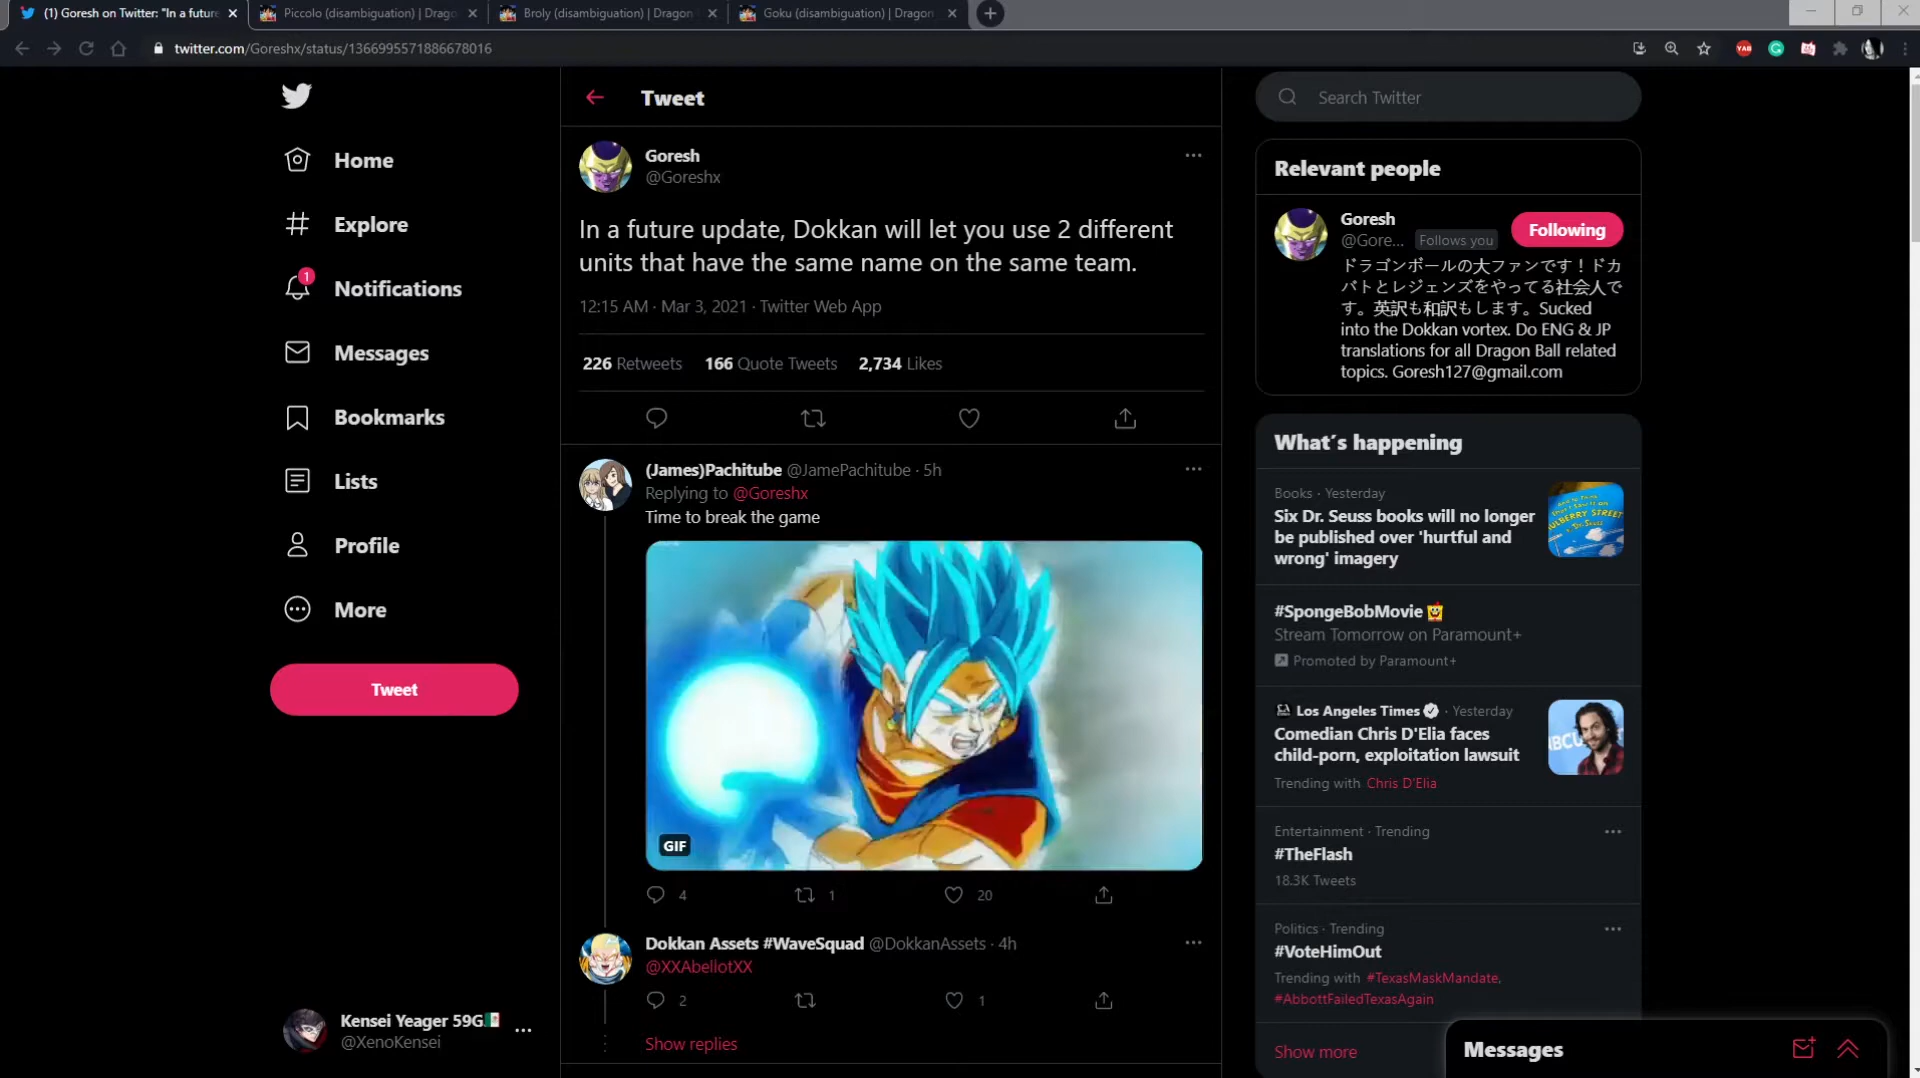 (1) Goresh on Twitter: "In a future
Piccolo (disambiguation) | Drago
Broly (disambiguation) | Dragon
Goku (disambiguation) | Dragon
twitter.com/Goreshx/status/1366995571886678016
Home
Explore
1
Notifications
Messages
Bookmarks
Lists
Profile
More
Tweet
Kensei Yeager 59G
@XenoKensei
Tweet
Goresh
@Goreshx
In a future update, Dokkan will let you use 2 different
units that have the same name on the same team.
12:15 AM · Mar 3, 2021 · Twitter Web App
226 Retweets 166 Quote Tweets 2,734 Likes
(James)Pachitube @JamePachitube · 5h
Replying to @Goreshx
Time to break the game
GIF
4 1 20
Dokkan Assets #WaveSquad @DokkanAssets · 4h
@XXAbellotXX
2 1
Show replies
Search Twitter
Relevant people
Goresh
@Gore... Follows you
Following
ドラゴンボールの大ファンです！ドカ
バトとレジェンズをやってる社会人で
す。英訳も和訳もします。Sucked
into the Dokkan vortex. Do ENG & JP
translations for all Dragon Ball related
topics. Goresh127@gmail.com
What's happening
Books · Yesterday
Six Dr. Seuss books will no longer
be published over 'hurtful and
wrong' imagery
#SpongeBobMovie
Stream Tomorrow on Paramount+
Promoted by Paramount+
Los Angeles Times · Yesterday
Comedian Chris D'Elia faces
child-porn, exploitation lawsuit
Trending with Chris D'Elia
Entertainment · Trending
#TheFlash
18.3K Tweets
Politics · Trending
#VoteHimOut
Trending with #TexasMaskMandate,
#AbbottFailedTexasAgain
Show more
Messages